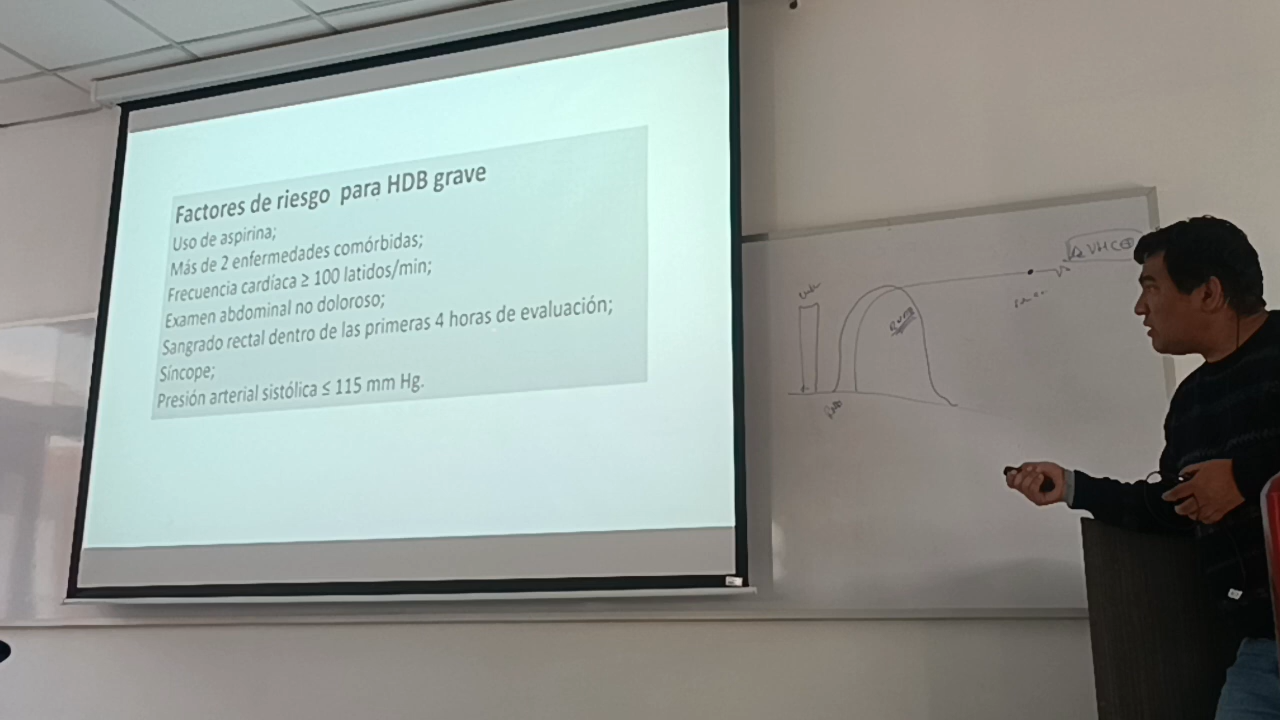 Factores de riesgo para HDB grave
Uso de aspirina;
Más de 2 enfermedades comórbidas;
Frecuencia cardíaca ≥ 100 latidos/min;
Examen abdominal no doloroso;
Sangrado rectal dentro de las primeras 4 horas de evaluación;
Síncope;
Presión arterial sistólica ≤ 115 mm Hg.